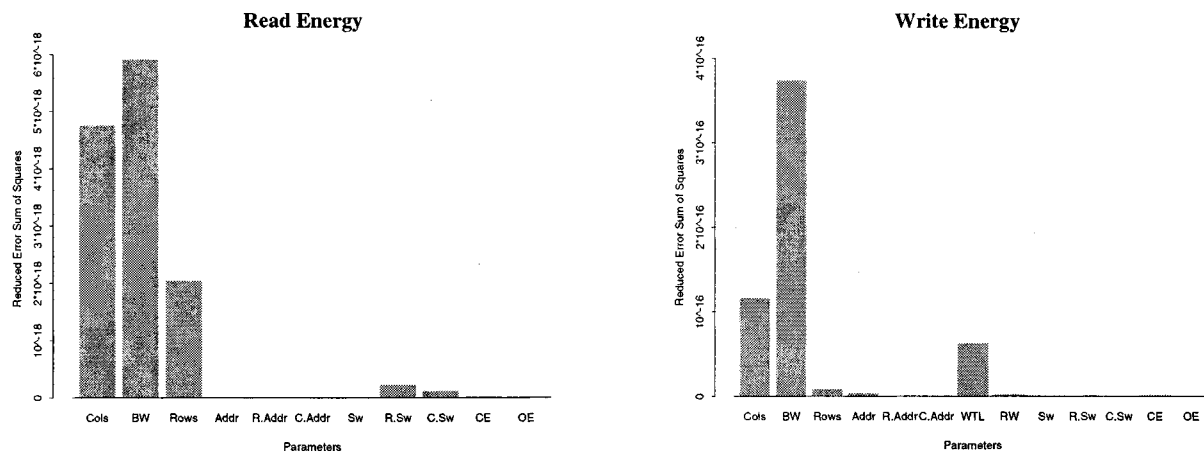 Read Energy
Reduced Error Sum of Squares
6*10^-18
5*10^-18
4*10^-18
3*10^-18
2*10^-18
10^-18
0
Cols BW Rows Addr R.Addr C.Addr Sw R.Sw C.Sw CE OE
Parameters
Write Energy
Reduced Error Sum of Squares
4*10^-16
3*10^-16
2*10^-16
10^-16
0
Cols BW Rows Addr R.Addr C.Addr WTL RW Sw R.Sw C.Sw CE OE
Parameters